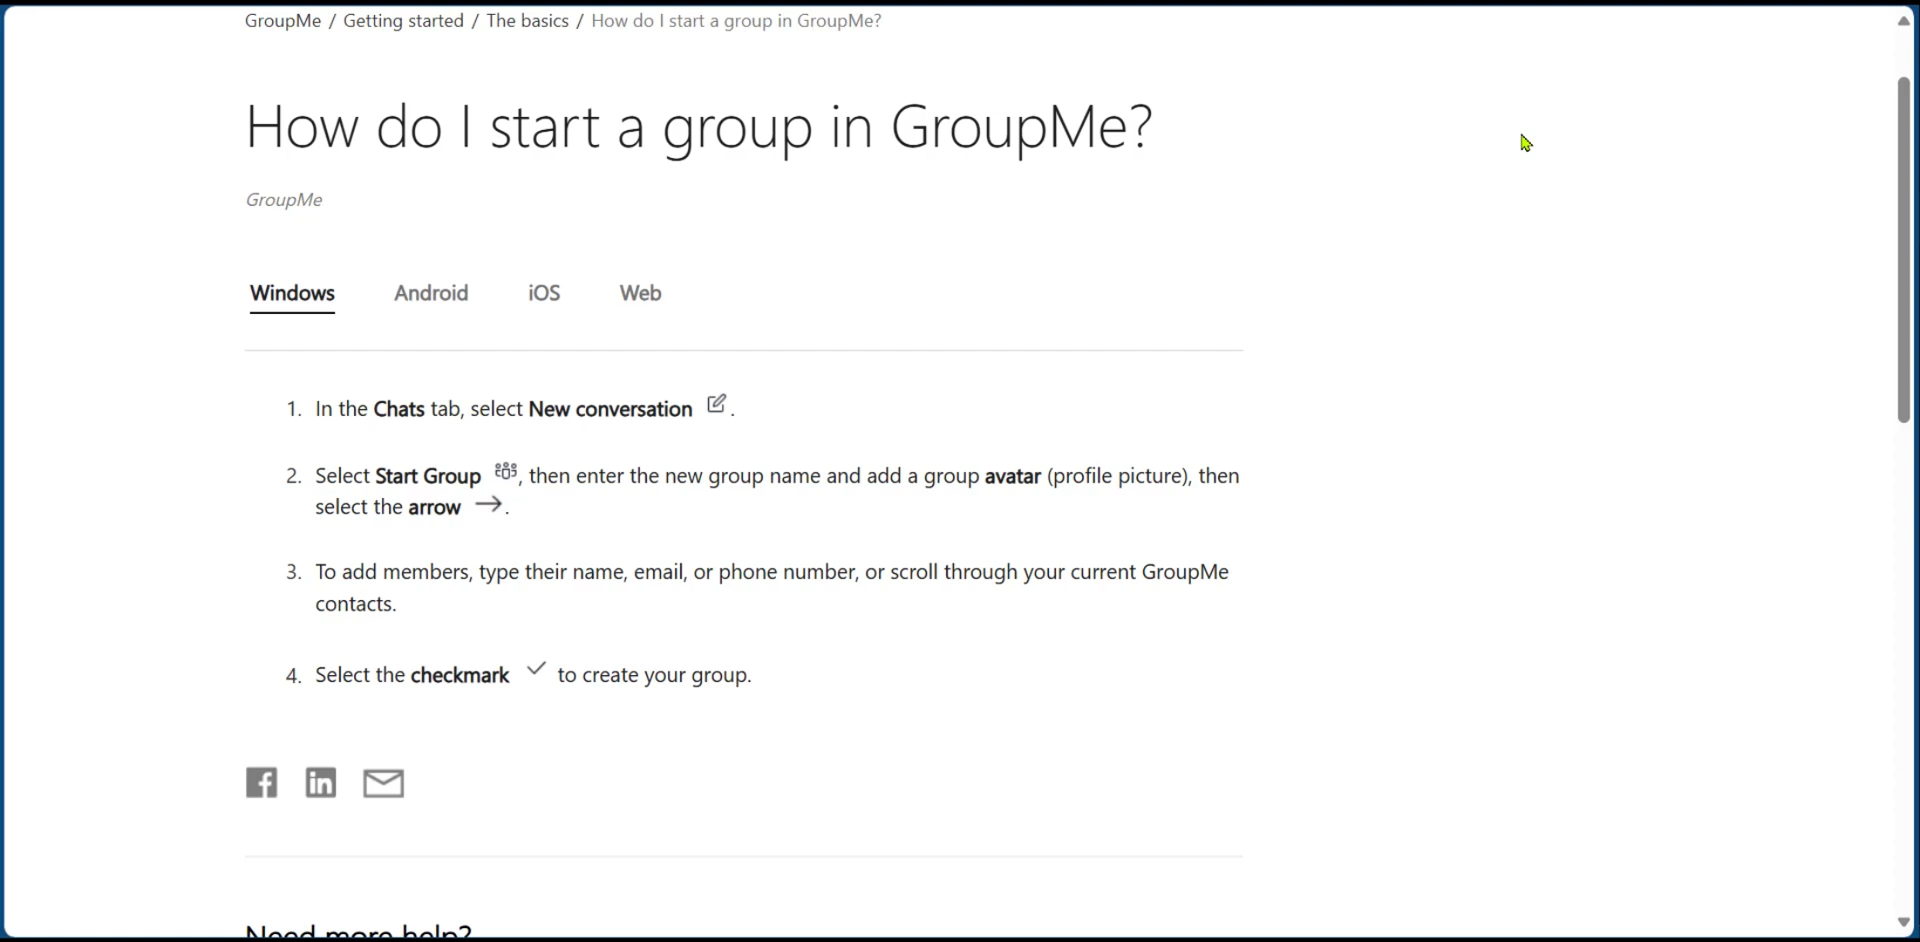 GroupMe / Getting started / The basics / How do I start a group in GroupMe?
How do I start a group in GroupMe?
GroupMe
Windows Android iOS Web
1. In the Chats tab, select New conversation .
2. Select Start Group , then enter the new group name and add a group avatar (profile picture), then
select the arrow → .
3. To add members, type their name, email, or phone number, or scroll through your current GroupMe
contacts.
4. Select the checkmark ✓ to create your group.
Need more help?